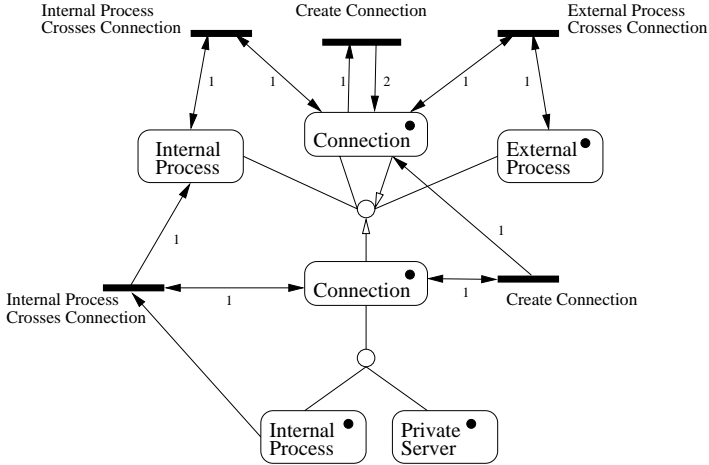 Internal Process
Crosses Connection
Create Connection
External Process
Crosses Connection
1
1
1
2
1
1
Internal
Process
Connection
External
Process
1
1
Internal Process
Crosses Connection
1
Connection
1
Create Connection
Internal
Process
Private
Server